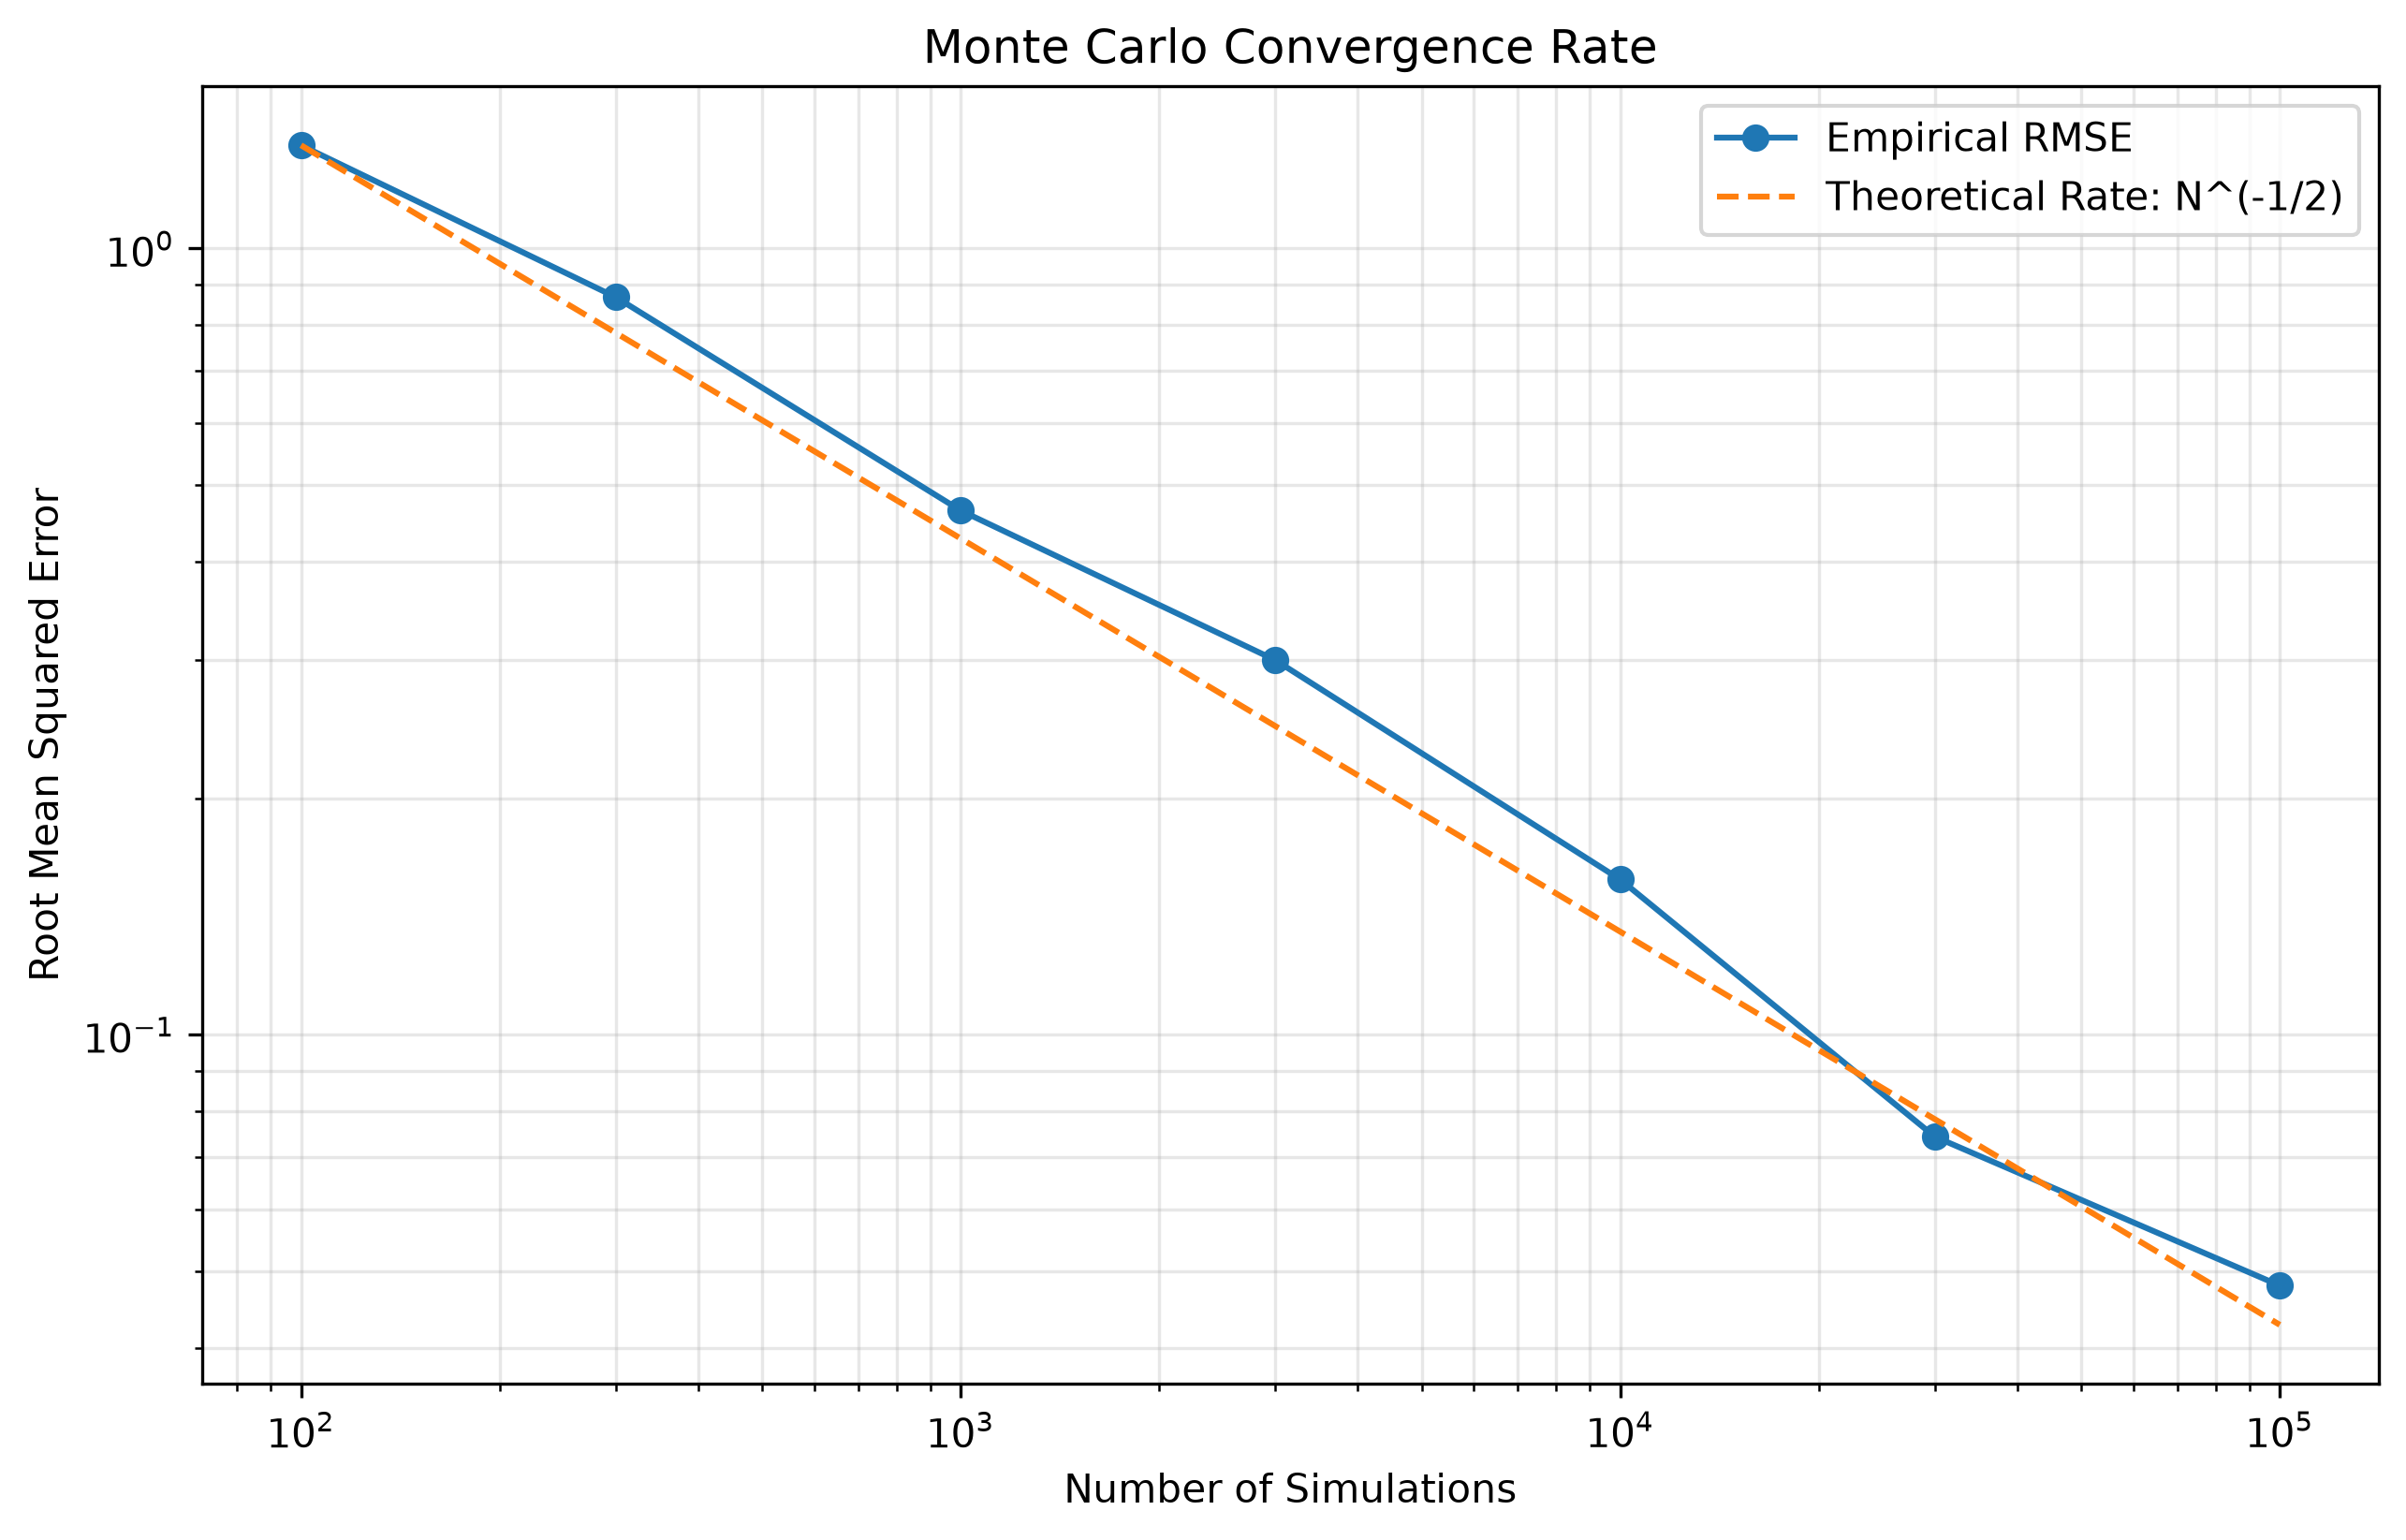 Monte Carlo Convergence Rate
Empirical RMSE
Theoretical Rate: N^(-1/2)
Root Mean Squared Error
10⁰
10⁻¹
10² 10³ 10⁴ 10⁵
Number of Simulations